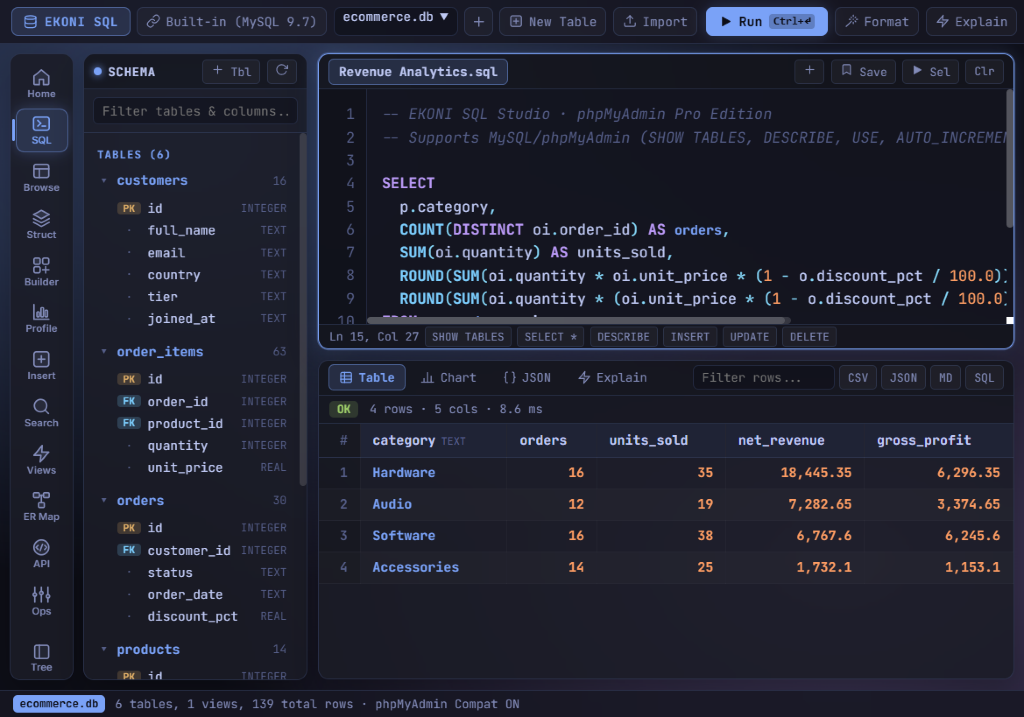 EKONI SQL
Built-in (MySQL 9.7)
ecommerce.db ▼
+
New Table
Import
▶ Run Ctrl+⏎
Format
Explain
Home
SQL
Browse
Struct
Builder
Profile
Insert
Search
Views
ER Map
API
Ops
Tree
SCHEMA
+ Tbl
Filter tables & columns..
TABLES (6)
customers 16
PK id INTEGER
full_name TEXT
email TEXT
country TEXT
tier TEXT
joined_at TEXT
order_items 63
PK id INTEGER
FK order_id INTEGER
FK product_id INTEGER
quantity INTEGER
unit_price REAL
orders 30
PK id INTEGER
FK customer_id INTEGER
status TEXT
order_date TEXT
discount_pct REAL
products 14
PK id INTEGER
Revenue Analytics.sql
+
Save
▶ Sel
Clr
1 -- EKONI SQL Studio · phpMyAdmin Pro Edition
2 -- Supports MySQL/phpMyAdmin (SHOW TABLES, DESCRIBE, USE, AUTO_INCREMEN
3
4 SELECT
5 p.category,
6 COUNT(DISTINCT oi.order_id) AS orders,
7 SUM(oi.quantity) AS units_sold,
8 ROUND(SUM(oi.quantity * oi.unit_price * (1 - o.discount_pct / 100.0))
9 ROUND(SUM(oi.quantity * (oi.unit_price * (1 - o.discount_pct / 100.0)
10
Ln 15, Col 27
SHOW TABLES
SELECT *
DESCRIBE
INSERT
UPDATE
DELETE
Table
Chart
{} JSON
Explain
Filter rows...
CSV
JSON
MD
SQL
OK 4 rows · 5 cols · 8.6 ms
# category TEXT orders units_sold net_revenue gross_profit
1 Hardware 16 35 18,445.35 6,296.35
2 Audio 12 19 7,282.65 3,374.65
3 Software 16 38 6,767.6 6,245.6
4 Accessories 14 25 1,732.1 1,153.1
ecommerce.db 6 tables, 1 views, 139 total rows · phpMyAdmin Compat ON